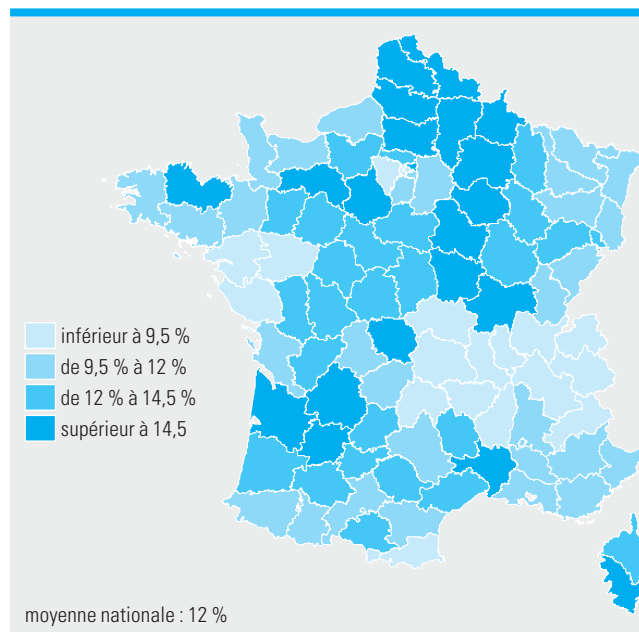 inférieur à 9,5 %
de 9,5 % à 12 %
de 12 % à 14,5 %
supérieur à 14,5
moyenne nationale : 12 %